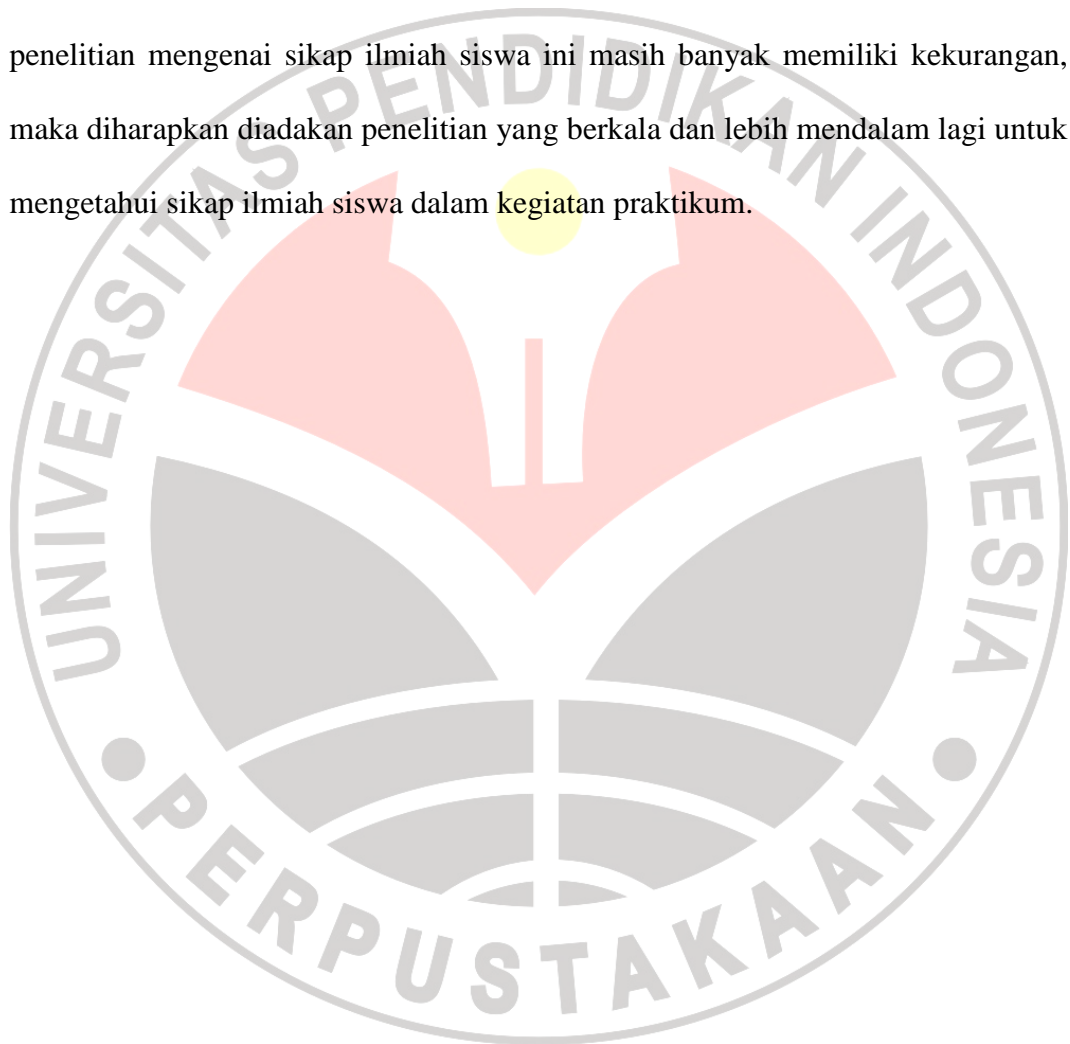 penelitian mengenai sikap ilmiah siswa ini masih banyak memiliki kekurangan,
maka diharapkan diadakan penelitian yang berkala dan lebih mendalam lagi untuk
mengetahui sikap ilmiah siswa dalam kegiatan praktikum.
UNIVERSITAS PENDIDIKAN INDONESIA
PERPUSTAKAAN